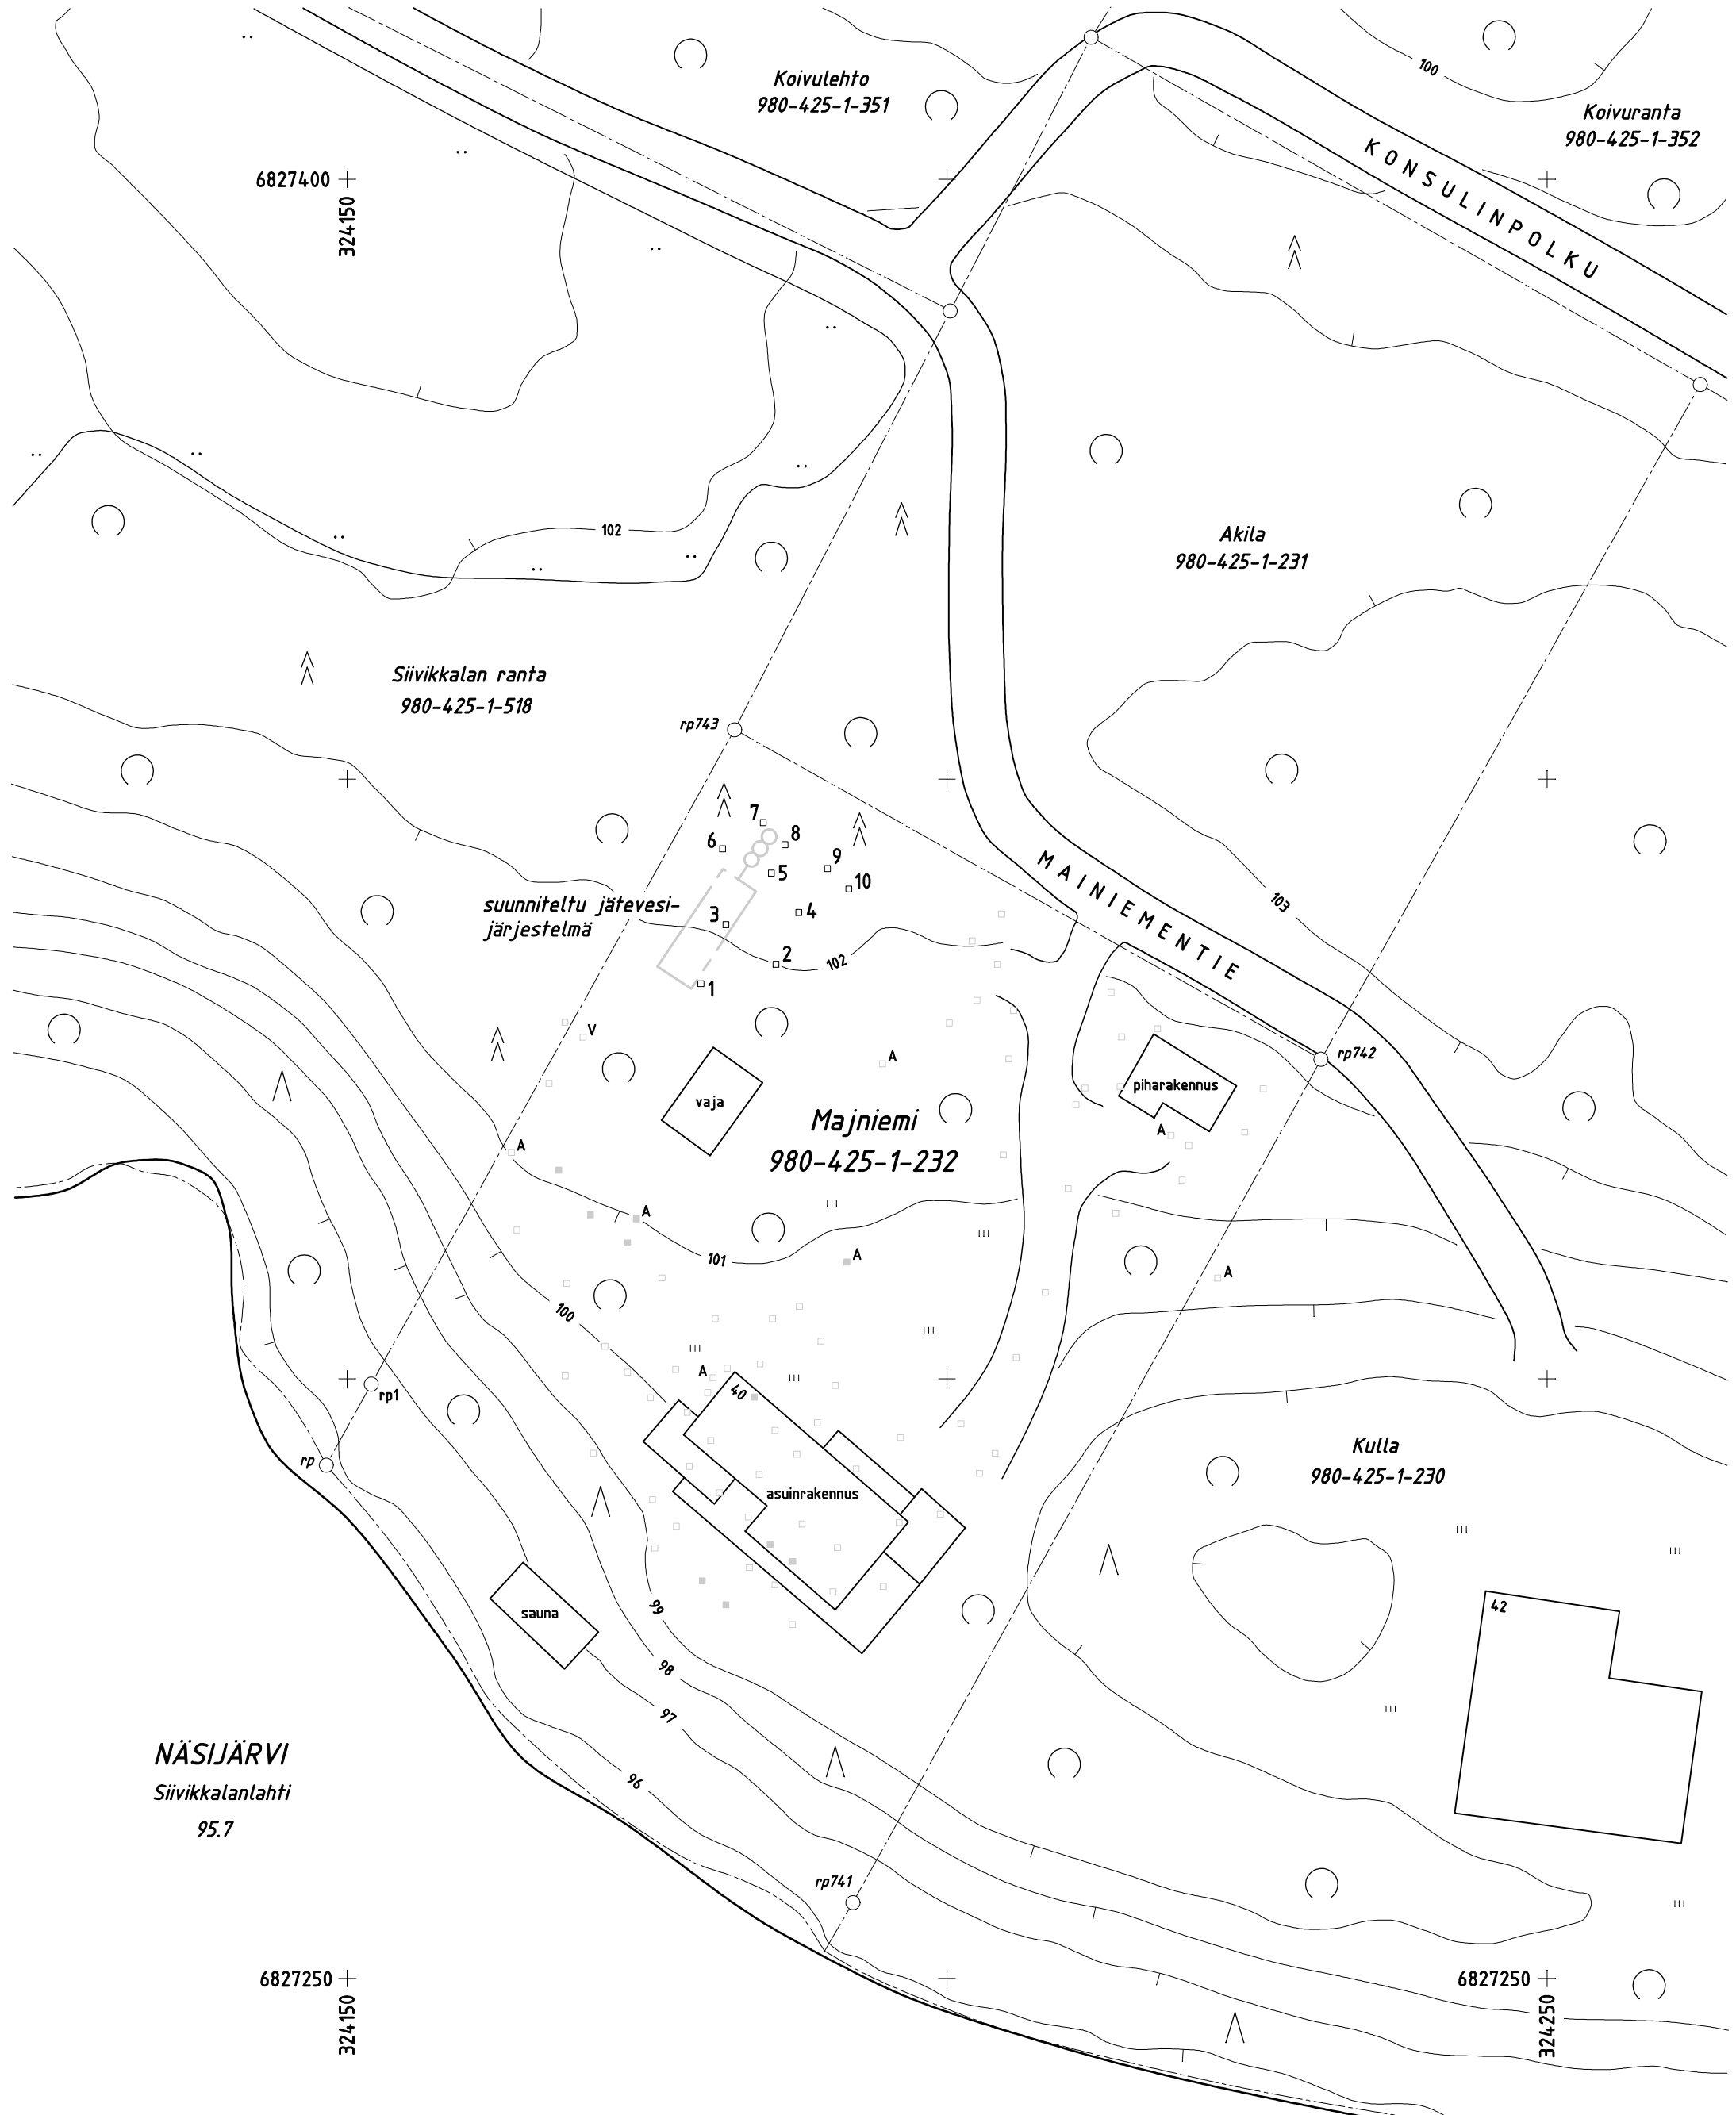 Koivulehto
980-425-1-351
100
Koivuranta
980-425-1-352
KONSULINPOLKU
6827400
324150
102
Akila
980-425-1-231
Siivikkalan ranta
980-425-1-518
rp743
7
8
6
9
5
10
suunniteltu jätevesi-
järjestelmä
3
4
2
102
1
MAINIEMENTIE
103
V
A
rp742
piharakennus
vaja
Majniemi
980-425-1-232
A
A
A
101
A
A
100
rp1
A
40
rp
asuinrakennus
Kulla
980-425-1-230
42
sauna
99
98
97
96
NÄSIJÄRVI
Siivikkalanlahti
95.7
rp741
6827250
324150
6827250
324250